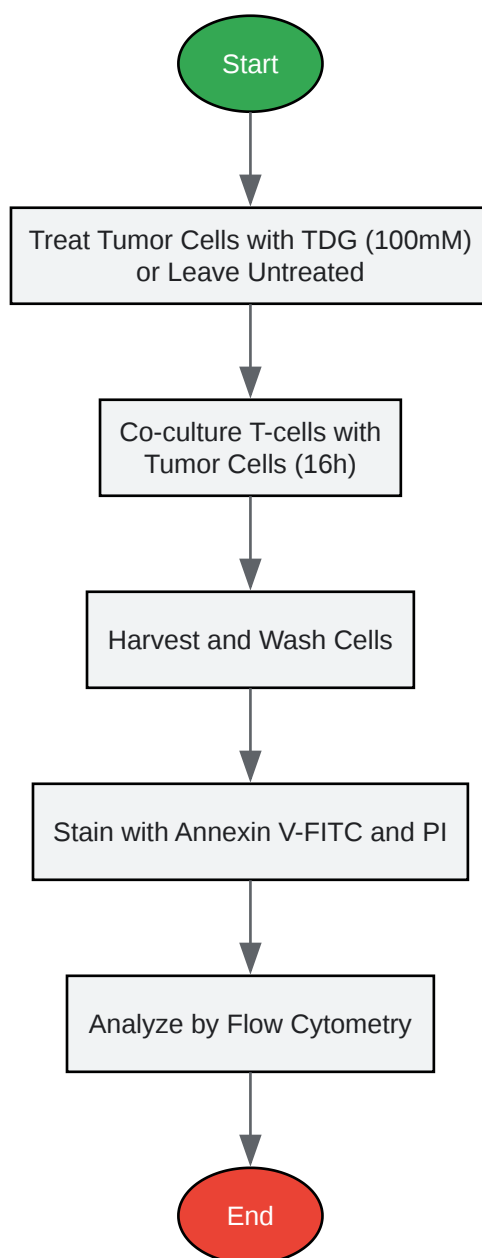 Start
Treat Tumor Cells with TDG (100mM)
or Leave Untreated
Co-culture T-cells with
Tumor Cells (16h)
Harvest and Wash Cells
Stain with Annexin V-FITC and PI
Analyze by Flow Cytometry
End